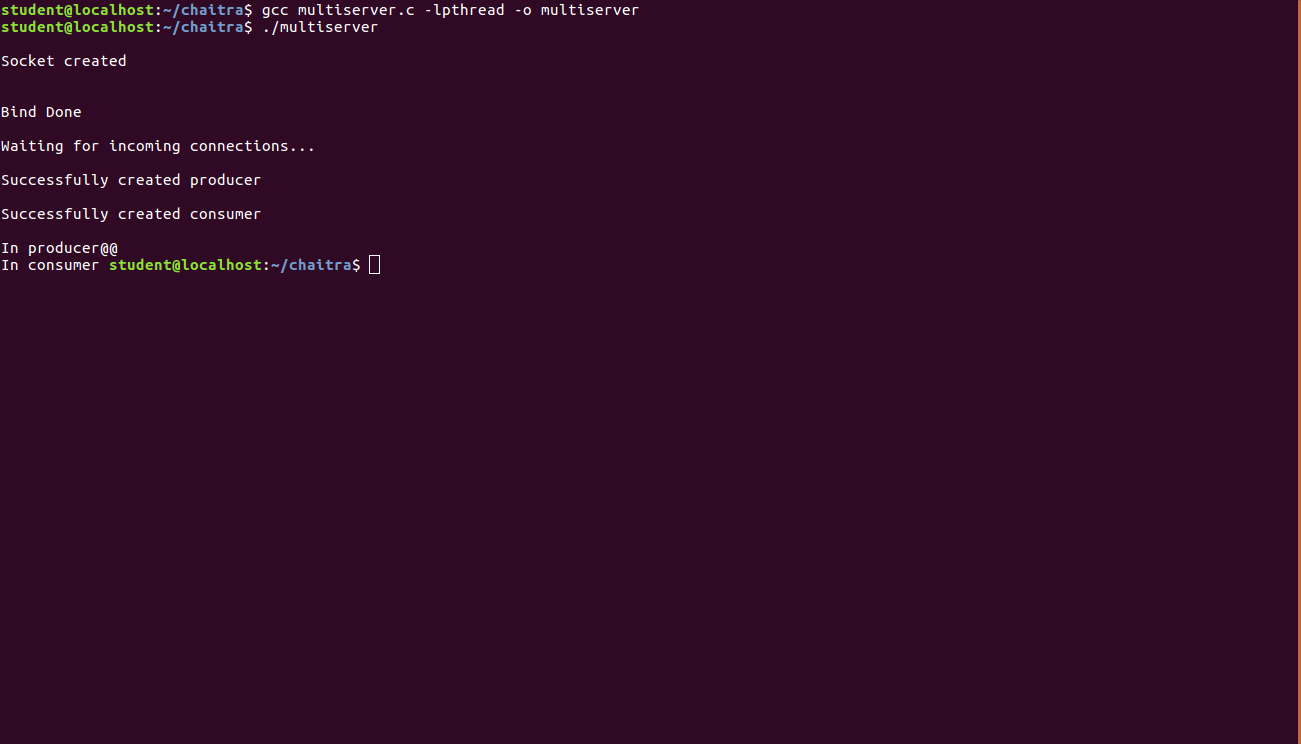 student@localhost:~/chaitra$ gcc multiserver.c -lpthread -o multiserver
student@localhost:~/chaitra$ ./multiserver
Socket created
Bind Done
Waiting for incoming connections...
Successfully created producer
Successfully created consumer
In producer@@
In consumer student@localhost:~/chaitra$